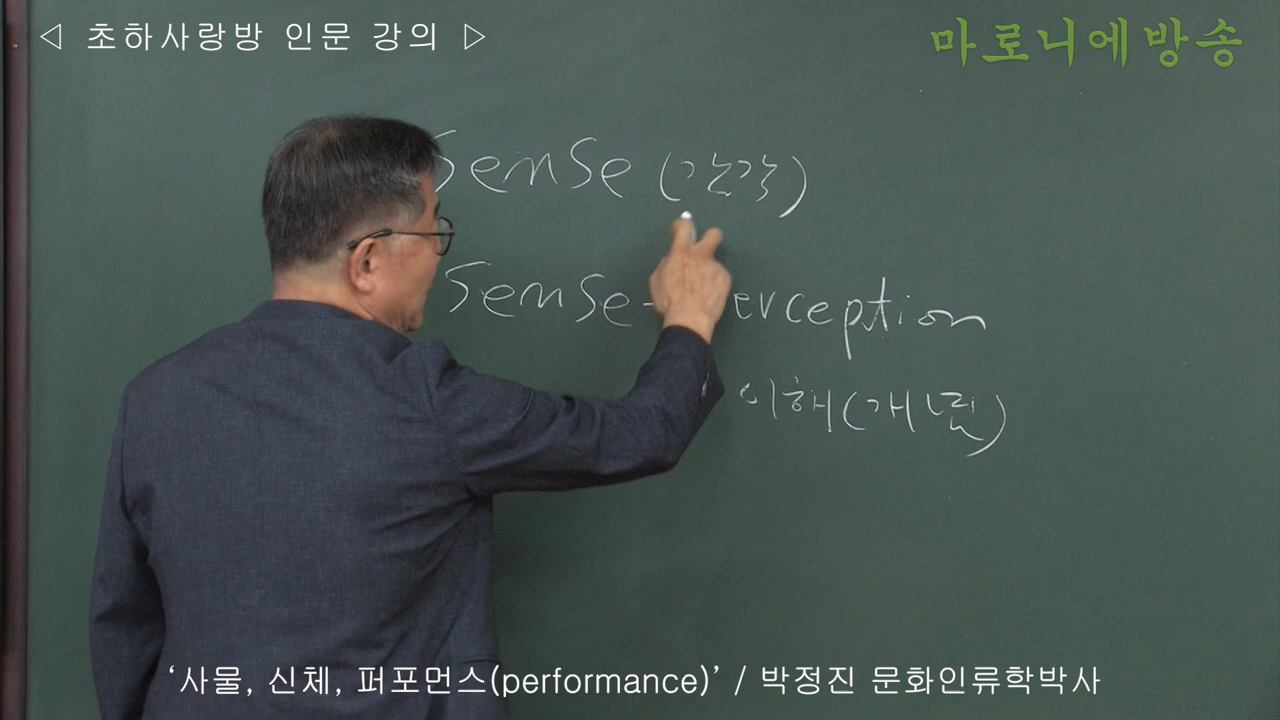 ◁ 초하사랑방 인문 강의 ▷
마로니에방송
Sense (감각)
Sense- erception
이해(개념)
‘사물, 신체, 퍼포먼스(performance)’ / 박정진 문화인류학박사